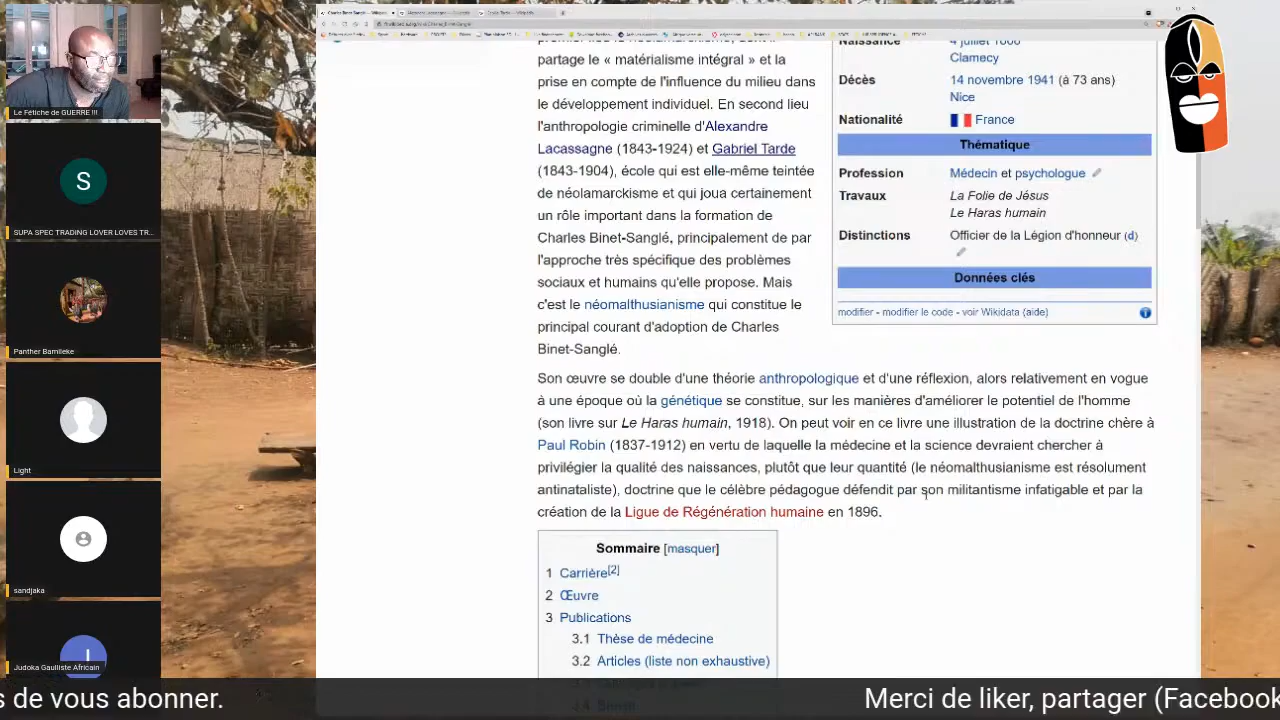 Charles Binet-Sanglé — Wikipédia
Le Fétiche de GUERRE !!!
S
SUPA SPEC TRADING LOVER LOVES TR...
Panther Bamileke
Light
sandjaka
J
Judoka Gaulliste Africain
partage le « matérialisme intégral » et la
prise en compte de l'influence du milieu dans
le développement individuel. En second lieu
l'anthropologie criminelle d'Alexandre
Lacassagne (1843-1924) et Gabriel Tarde
(1843-1904), école qui est elle-même teintée
de néolamarckisme et qui joua certainement
un rôle important dans la formation de
Charles Binet-Sanglé, principalement de par
l'approche très spécifique des problèmes
sociaux et humains qu'elle propose. Mais
c'est le néomalthusianisme qui constitue le
principal courant d'adoption de Charles
Binet-Sanglé.
Naissance
Clamecy
Décès 14 novembre 1941 (à 73 ans)
Nice
Nationalité France
Thématique
Profession Médecin et psychologue
Travaux La Folie de Jésus
Le Haras humain
Distinctions Officier de la Légion d'honneur (d)
Données clés
modifier - modifier le code - voir Wikidata (aide)
Son œuvre se double d'une théorie anthropologique et d'une réflexion, alors relativement en vogue
à une époque où la génétique se constitue, sur les manières d'améliorer le potentiel de l'homme
(son livre sur Le Haras humain, 1918). On peut voir en ce livre une illustration de la doctrine chère à
Paul Robin (1837-1912) en vertu de laquelle la médecine et la science devraient chercher à
privilégier la qualité des naissances, plutôt que leur quantité (le néomalthusianisme est résolument
antinataliste), doctrine que le célèbre pédagogue défendit par son militantisme infatigable et par la
création de la Ligue de Régénération humaine en 1896.
Sommaire [masquer]
1 Carrière[2]
2 Œuvre
3 Publications
3.1 Thèse de médecine
3.2 Articles (liste non exhaustive)
s de vous abonner.
Merci de liker, partager (Facebook